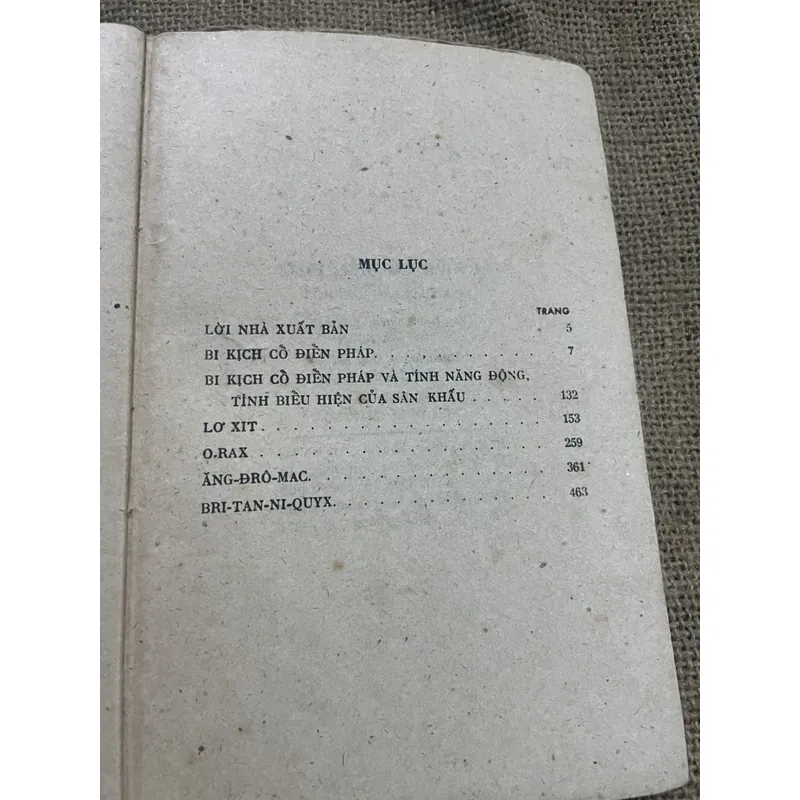 MỤC LỤC
TRANG
LỜI NHÀ XUẤT BẢN 5
BI KỊCH CỔ ĐIỂN PHÁP. . . . . . . . . . . 7
BI KỊCH CỔ ĐIỂN PHÁP VÀ TÍNH NĂNG ĐỘNG,
TÍNH BIỂU HIỆN CỦA SÂN KHẤU . . . . . 132
LƠ XIT. . . . . . . . . . . . . . . . . . . 153
O-RAX . . . . . . . . . . . . . . . . . . . 259
ĂNG-ĐRÔ-MAC. . . . . . . . . . . . . . . 361
BRI-TAN-NI-QUYX. . . . . . . . . . . . . 463